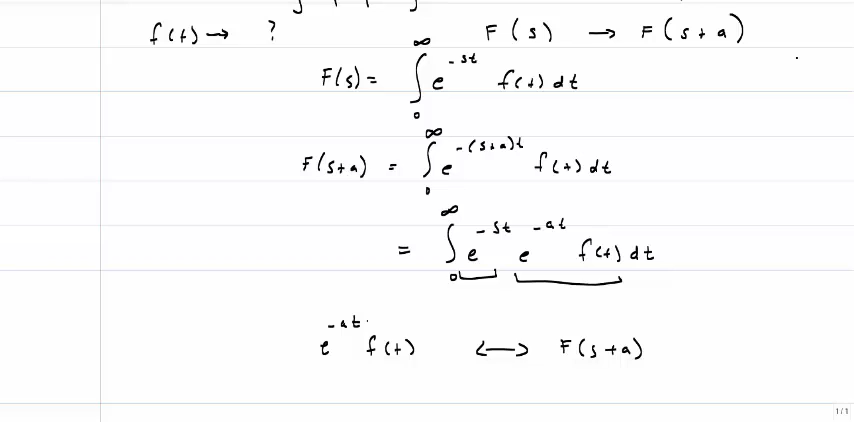 f(t) → ? F(s) → F(s+a)
F(s) = ∫₀^∞ e^{-st} f(t) dt
F(s+a) = ∫₀^∞ e^{-(s+a)t} f(t) dt
= ∫₀^∞ e^{-st} e^{-at} f(t) dt
e^{-at} f(t) ⟷ F(s+a)
1/1